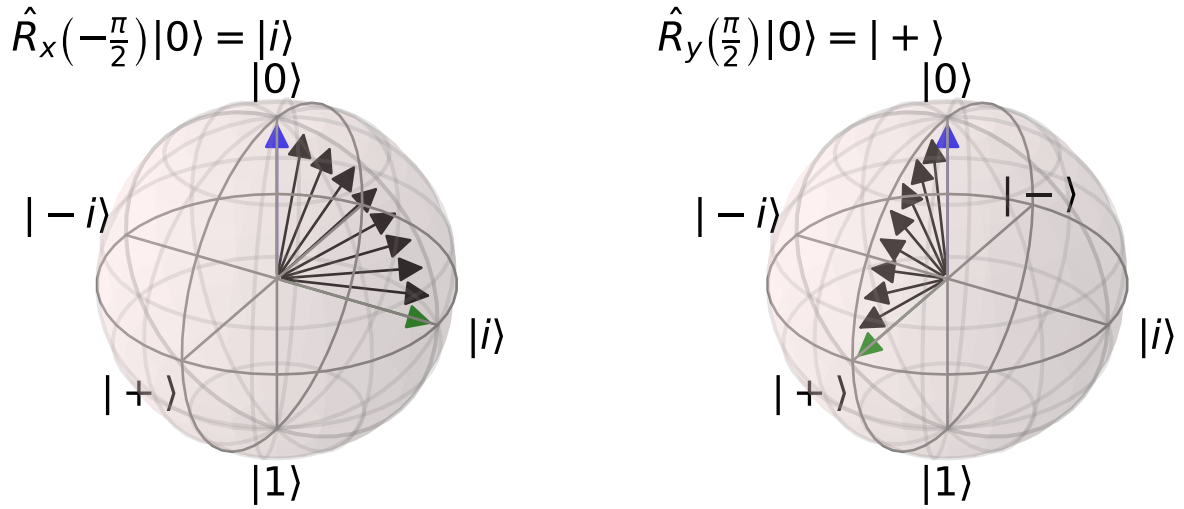 R̂ₓ(−π/2)|0⟩ = |i⟩
|0⟩
|−i⟩
|i⟩
|+⟩
|1⟩
R̂ᵧ(π/2)|0⟩ = |+⟩
|0⟩
|−⟩
|−i⟩
|i⟩
|+⟩
|1⟩